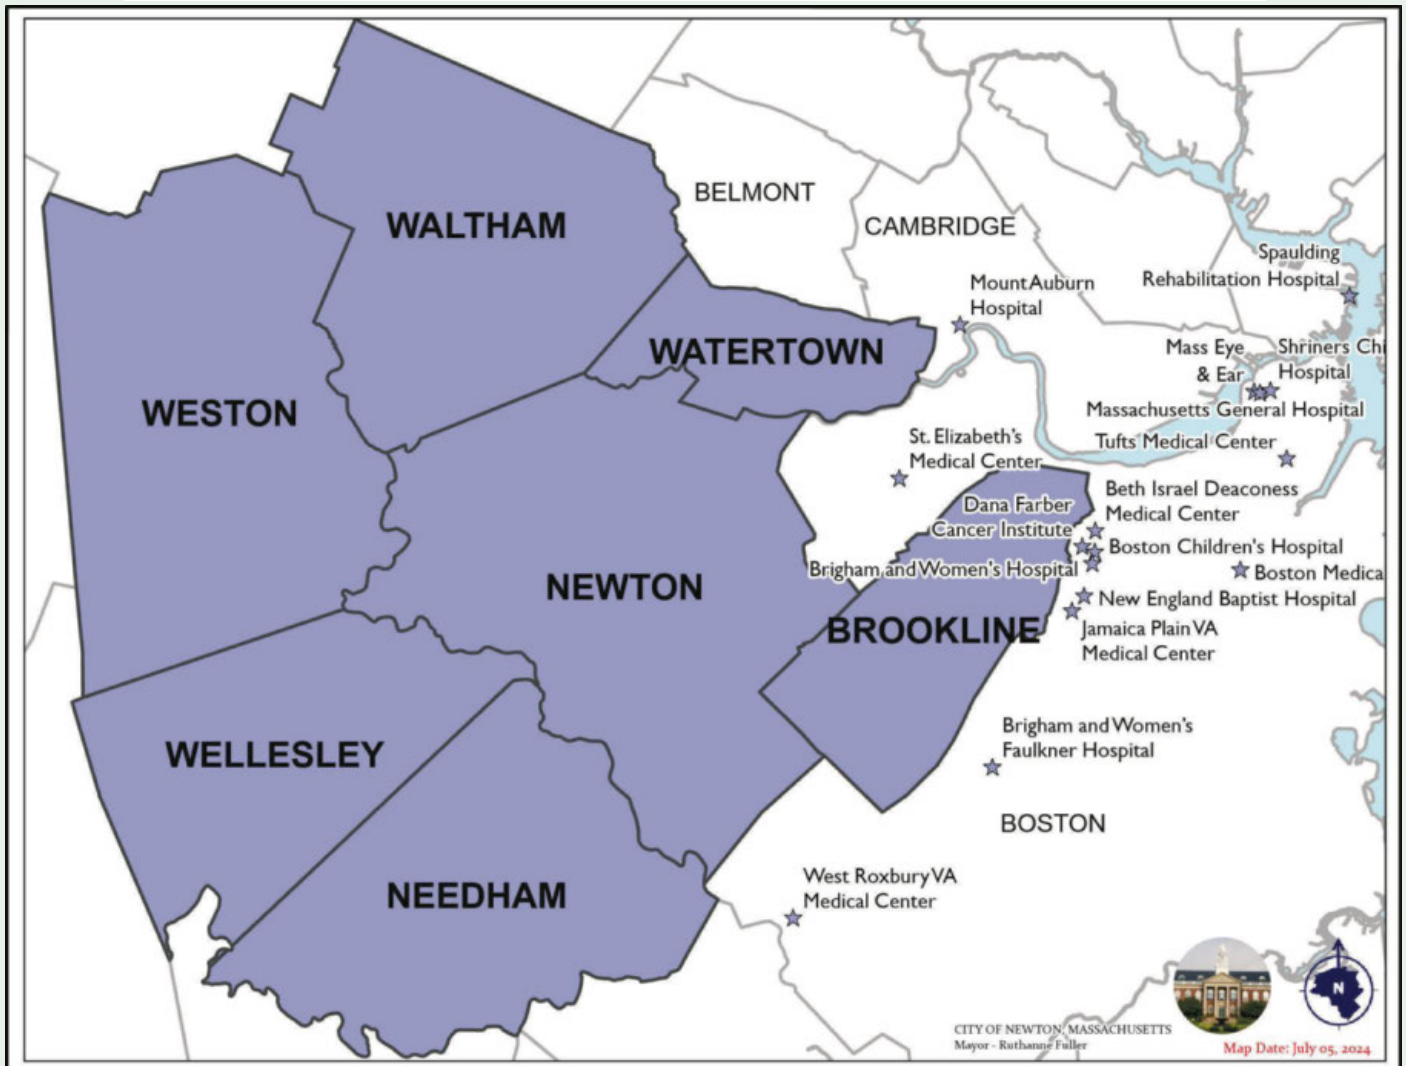 WALTHAM
BELMONT
CAMBRIDGE
Spaulding
Rehabilitation Hospital
Mount Auburn
Hospital
WATERTOWN
Mass Eye
& Ear
Shriners Chi
Hospital
Massachusetts General Hospital
WESTON
Tufts Medical Center
St. Elizabeth's
Medical Center
Beth Israel Deaconess
Medical Center
Dana Farber
Cancer Institute
Boston Children's Hospital
Brigham and Women's Hospital
Boston Medica
NEWTON
New England Baptist Hospital
BROOKLINE
Jamaica Plain VA
Medical Center
WELLESLEY
Brigham and Women's
Faulkner Hospital
BOSTON
NEEDHAM
West Roxbury VA
Medical Center
N
CITY OF NEWTON, MASSACHUSETTS
Mayor - Ruthanne Fuller
Map Date: July 05, 2024